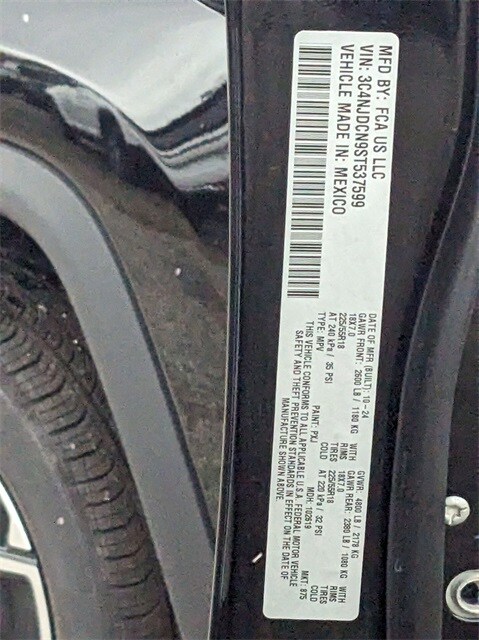 MFD BY: FCA US LLC
VIN: 3C4NJDCN9ST537599
VEHICLE MADE IN: MEXICO
DATE OF MFR (BUILT): 10-24 GVWR: 4800 LB / 2178 KG
GAWR FRONT: 2600 LB / 1180 KG WITH GAWR REAR: 2380 LB / 1080 KG WITH
18X7.0 RIMS 18X7.0 RIMS
225/55R18 TIRES 225/55R18 TIRES
AT 240 kPa / 35 PSI COLD AT 220 kPa / 32 PSI COLD
TYPE: MPV PAINT: PXJ MDH: 102619 MKT: 875
THIS VEHICLE CONFORMS TO ALL APPLICABLE U.S.A. FEDERAL MOTOR VEHICLE
SAFETY AND THEFT PREVENTION STANDARDS IN EFFECT ON THE DATE OF
MANUFACTURE SHOWN ABOVE